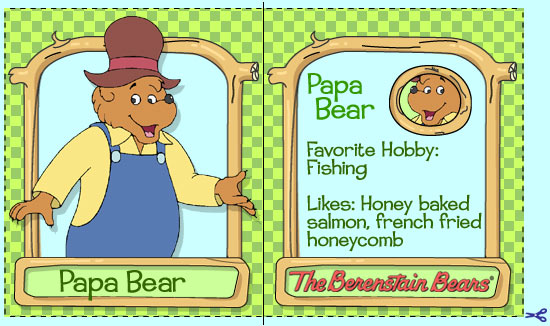 Papa Bear
Papa
Bear
Favorite Hobby:
Fishing
Likes: Honey baked
salmon, french fried
honeycomb
The Berenstain Bears®